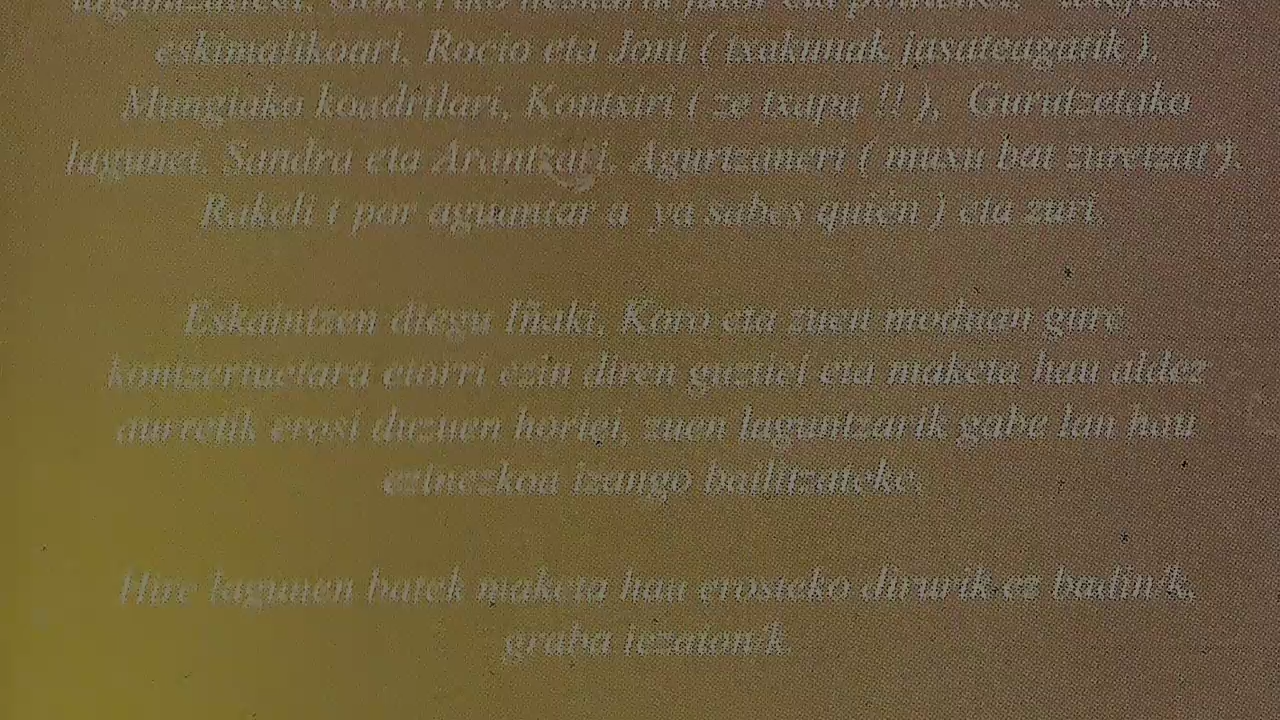 eskimalikoari, Rocio eta Joni ( txakurrak jasateagatik ),
Mungiako koadrilari, Kontxiri ( ze txapa !! ), Gurutzetako
lagunei, Sandra eta Arantzari, Agurtzaneri ( musu bat zuretzat ),
Rakeli ( por aguantar a ya sabes quièn ) eta zuri.
Eskaintzen diegu Iñaki, Karo eta zuen moduan gure
kontzertuetara etorri ezin diren guztiei eta maketa hau aldez
aurretik erosi duzuen horiei, zuen laguntzarik gabe lan hau
ezinezkoa izango bailitzateke.
Hire lagunen batek maketa hau erosteko dirurik ez badin/k,
graba iezaion/k.